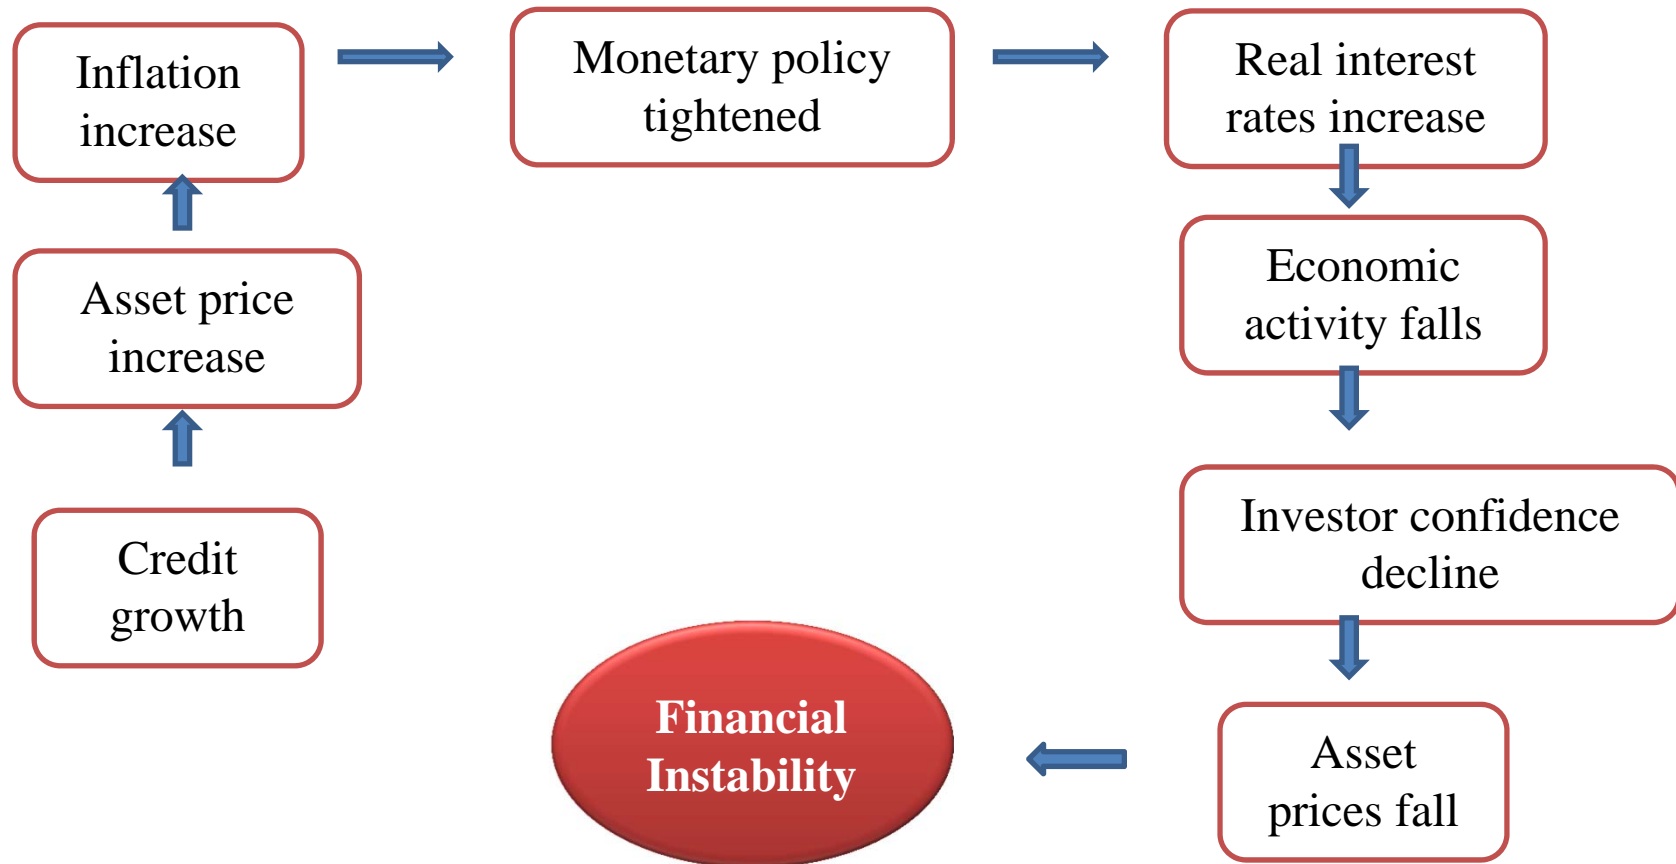 Inflation
increase
Monetary policy
tightened
Real interest
rates increase
Asset price
increase
Economic
activity falls
Credit
growth
Investor confidence
decline
Financial
Instability
Asset
prices fall